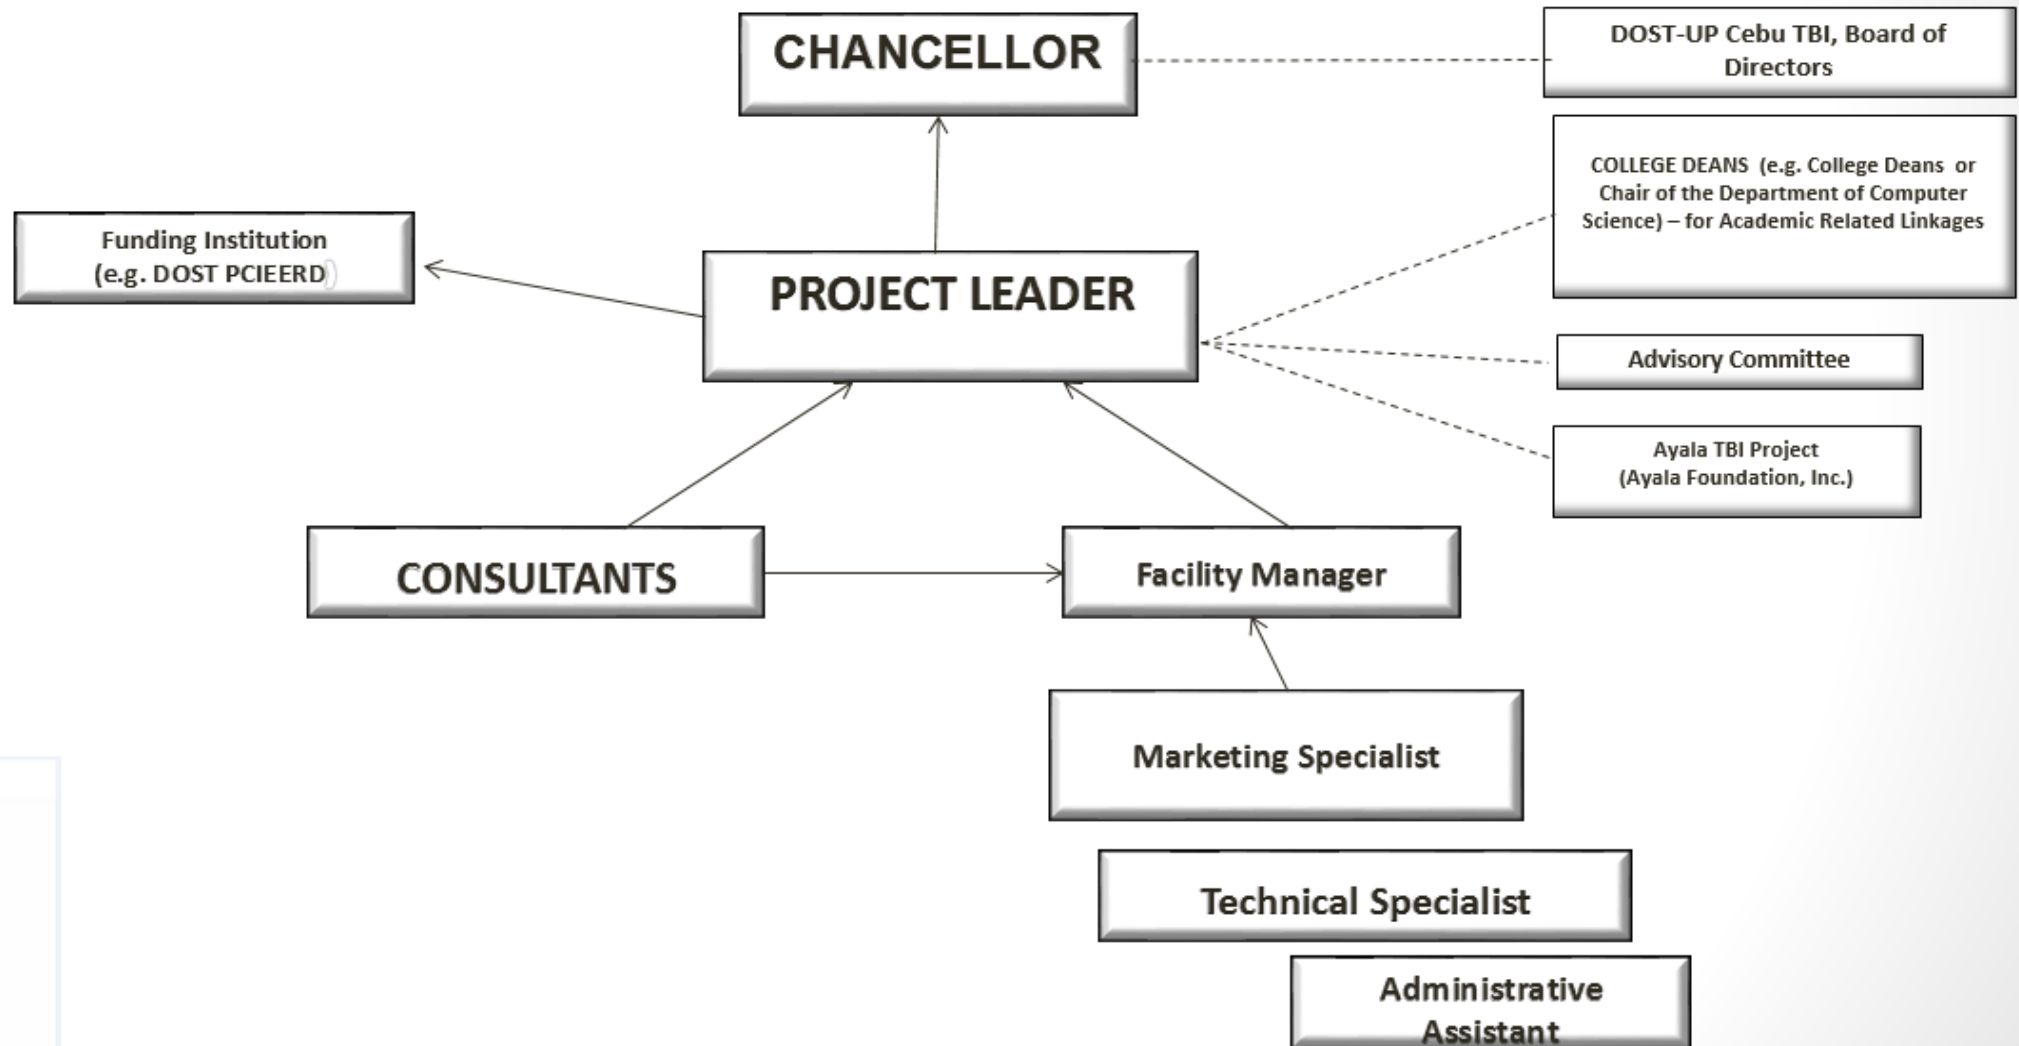 CHANCELLOR
DOST-UP Cebu TBI, Board of
Directors
COLLEGE DEANS (e.g. College Deans or
Chair of the Department of Computer
Science) – for Academic Related Linkages
Funding Institution
(e.g. DOST PCIEERD)
PROJECT LEADER
Advisory Committee
Ayala TBI Project
(Ayala Foundation, Inc.)
CONSULTANTS
Facility Manager
Marketing Specialist
Technical Specialist
Administrative
Assistant